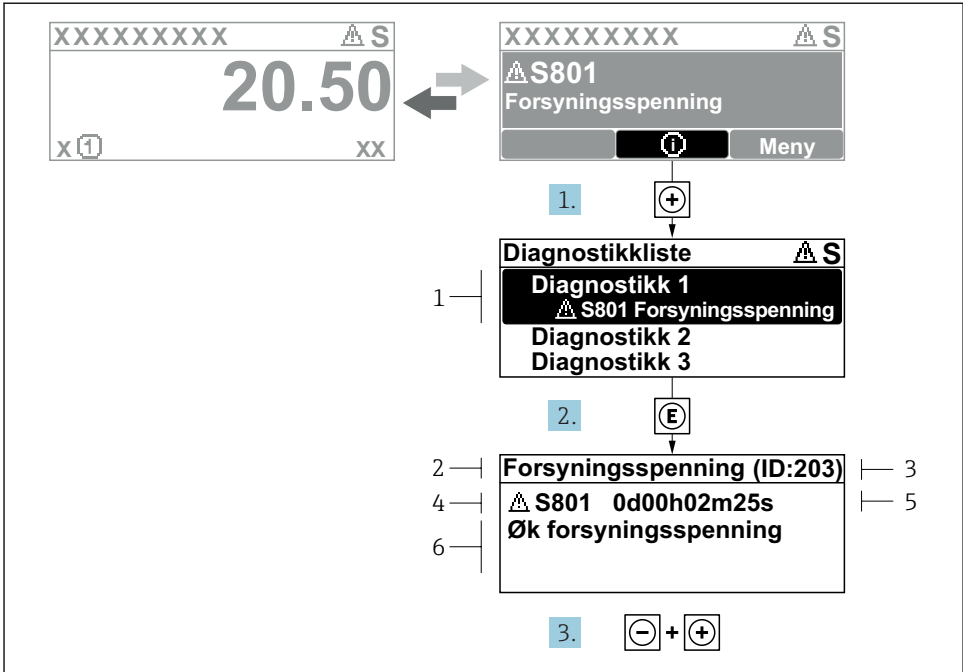 XXXXXXXXX ⚠ S
20.50
X 1 XX
XXXXXXXXX ⚠ S
⚠ S801
Forsyningsspenning
i Meny
1. +
Diagnostikkliste ⚠ S
1 Diagnostikk 1
⚠ S801 Forsyningsspenning
Diagnostikk 2
Diagnostikk 3
2. E
2 Forsyningsspenning (ID:203) 3
4 ⚠ S801 0d00h02m25s 5
6 Øk forsyningsspenning
3. - + +